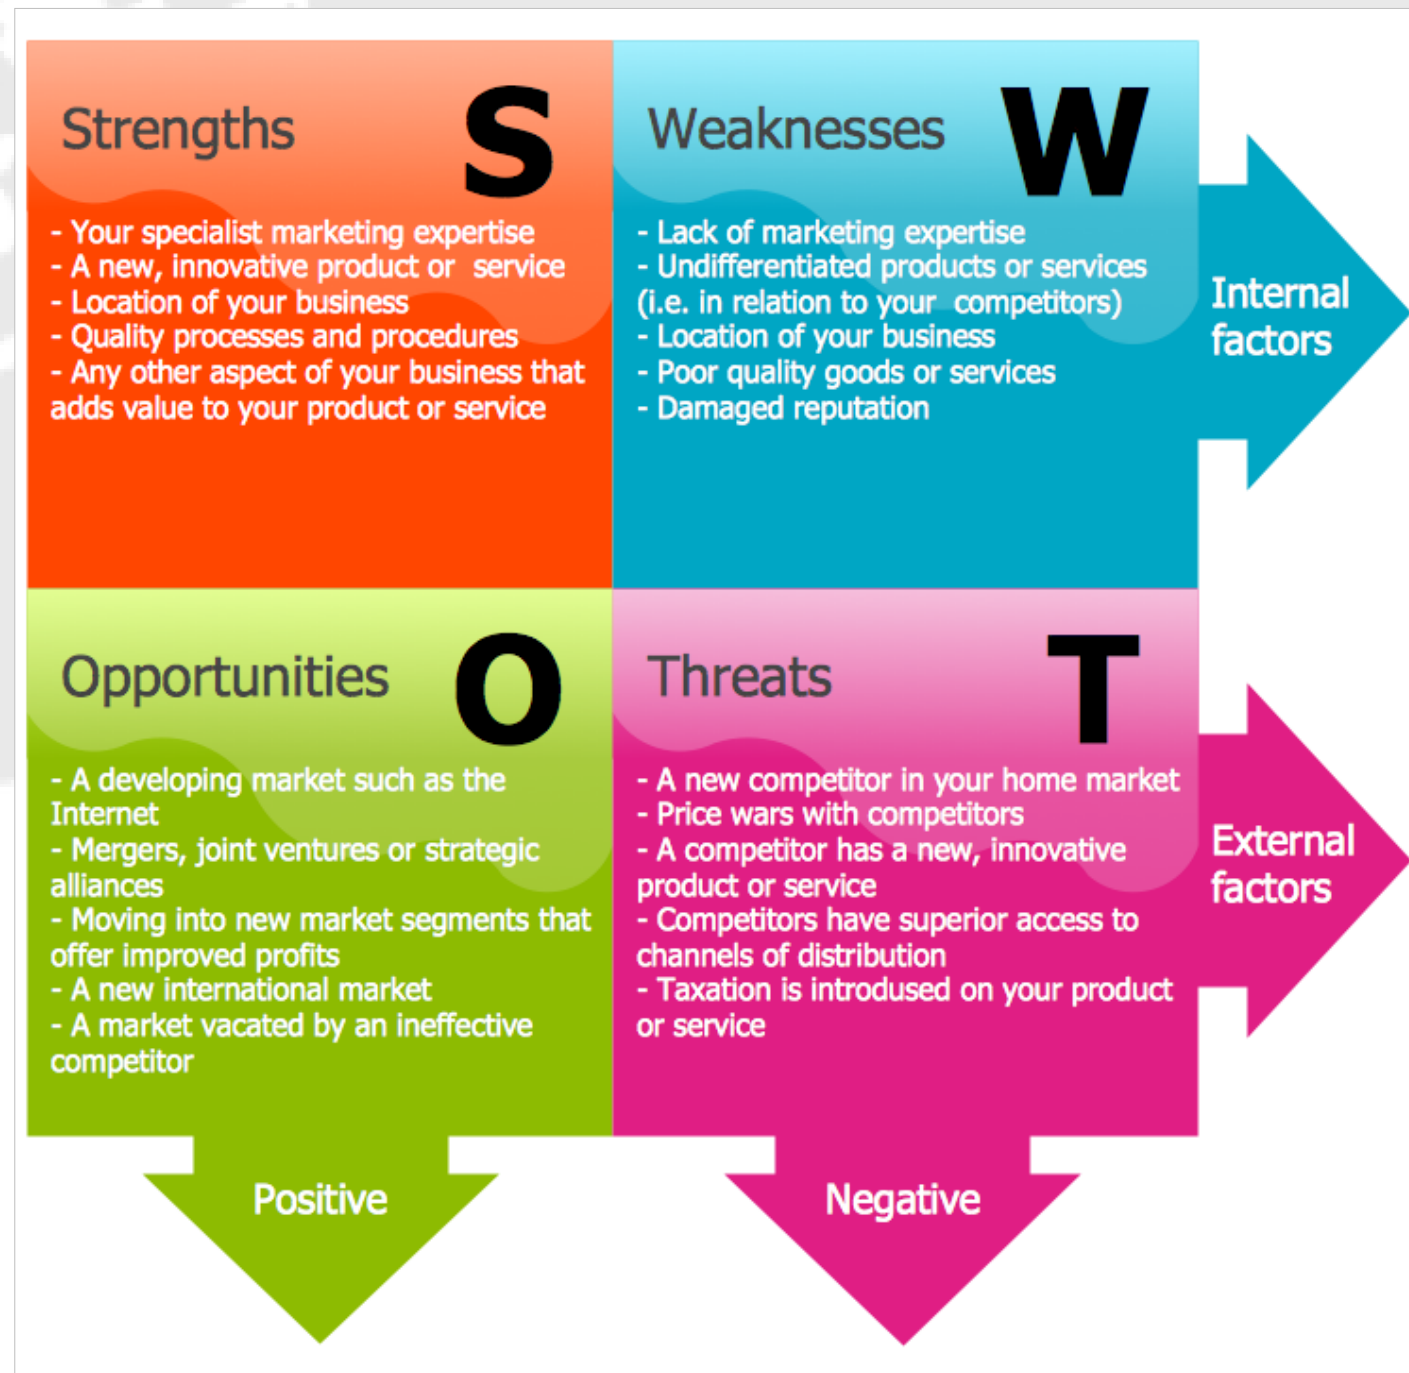 Strengths
S
- Your specialist marketing expertise
- A new, innovative product or  service
- Location of your business
- Quality processes and procedures
- Any other aspect of your business that
adds value to your product or service
Weaknesses
W
- Lack of marketing expertise
- Undifferentiated products or services
(i.e. in relation to your  competitors)
- Location of your business
- Poor quality goods or services
- Damaged reputation
Internal
factors
Opportunities
O
- A developing market such as the
Internet
- Mergers, joint ventures or strategic
alliances
- Moving into new market segments that
offer improved profits
- A new international market
- A market vacated by an ineffective
competitor
Threats
T
- A new competitor in your home market
- Price wars with competitors
- A competitor has a new, innovative
product or service
- Competitors have superior access to
channels of distribution
- Taxation is introdused on your product
or service
External
factors
Positive
Negative